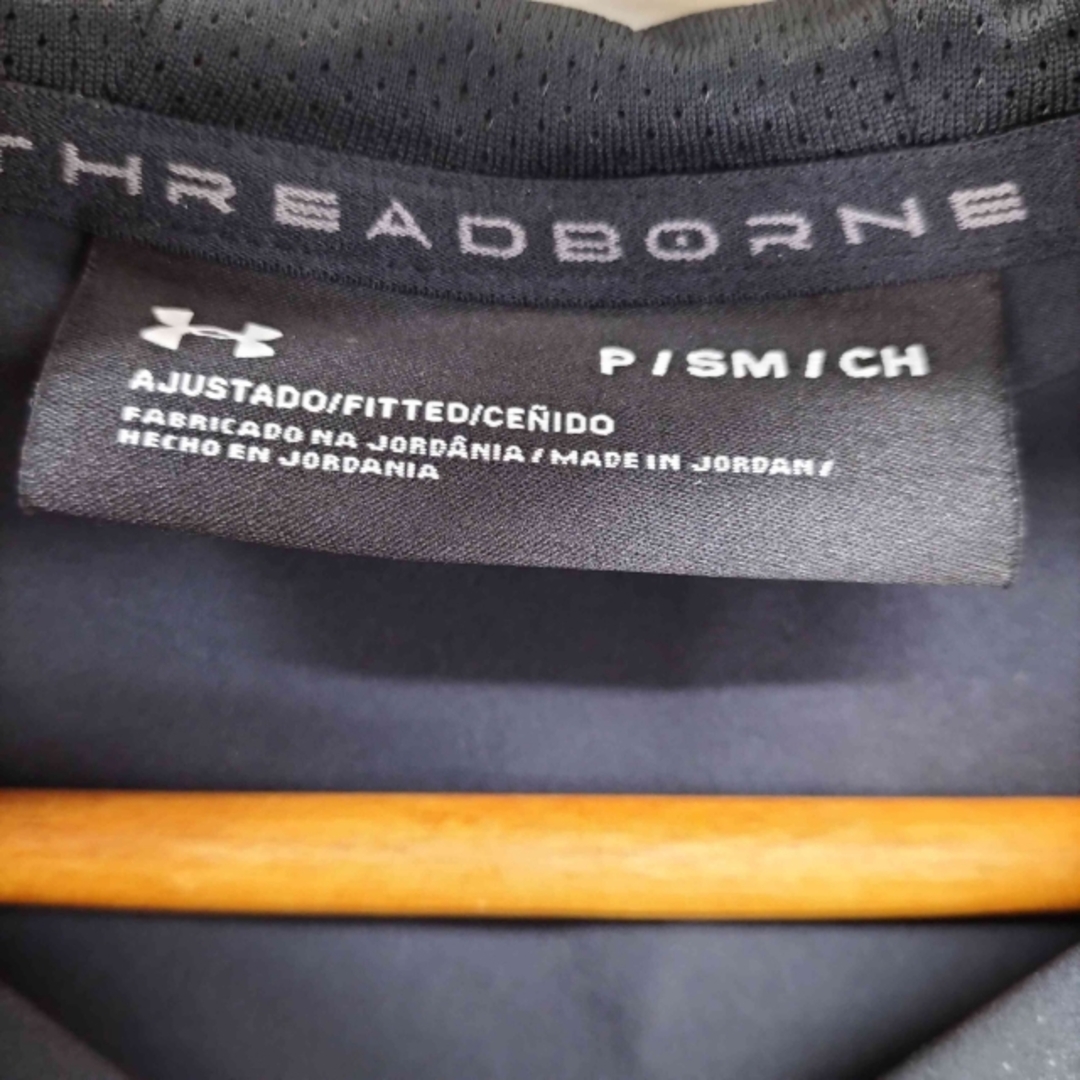 THREADBORNE
P / SM / CH
AJUSTADO/FITTED/CEÑIDO
FABRICADO NA JORDÂNIA / MADE IN JORDAN /
HECHO EN JORDANIA